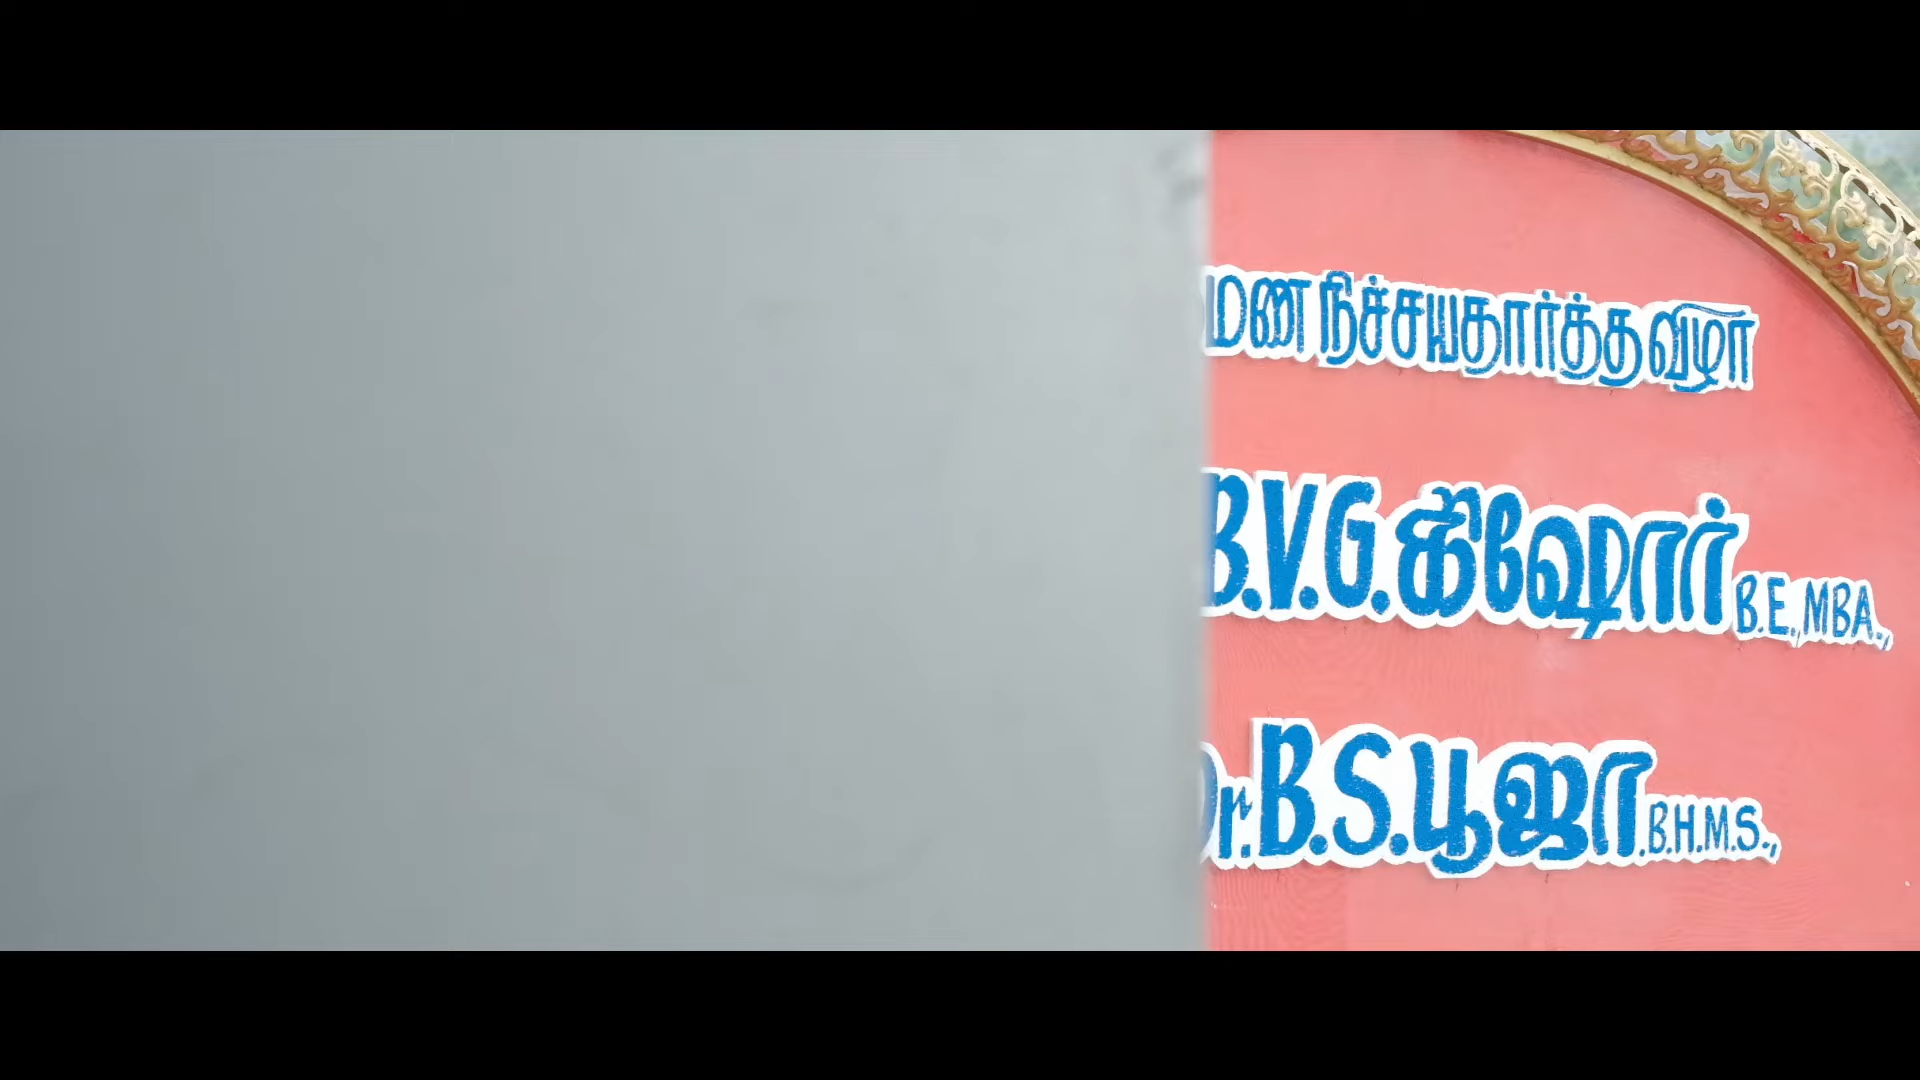 மண நிச்சயதார்த்த விழா
B.V.G. கிஷோர் B.E., MBA.,
Dr. B.S. பூஜா .B.H.M.S.,